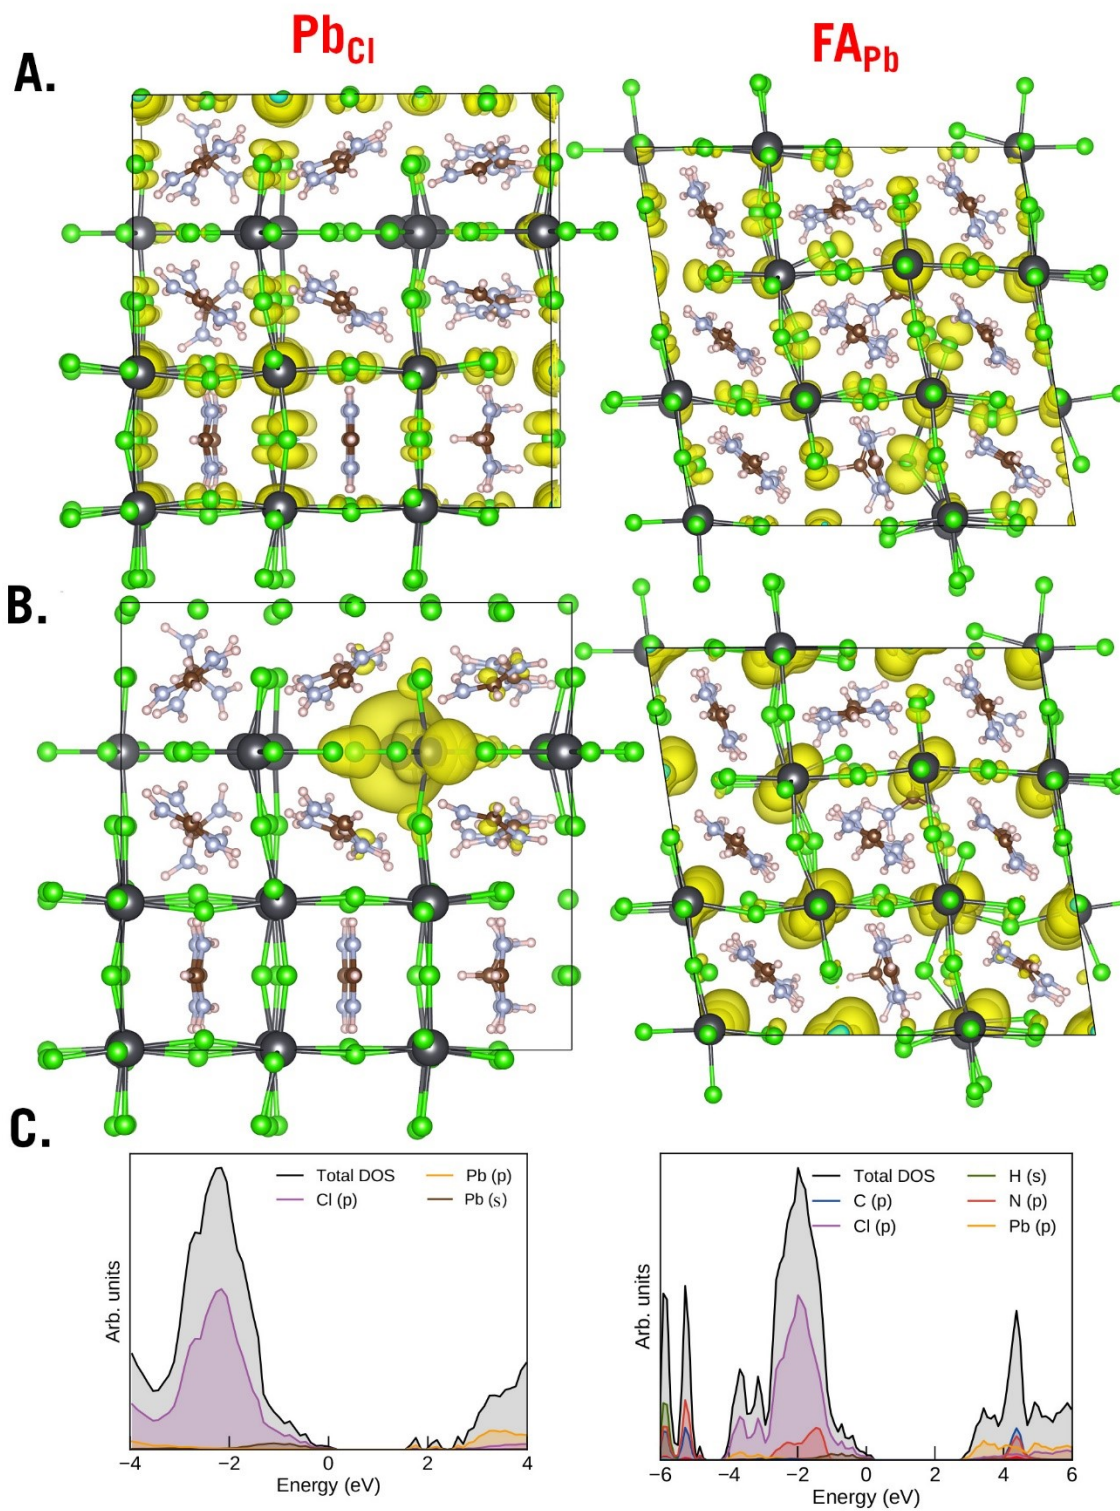 Pb_Cl
FA_Pb
A.
B.
C.
Total DOS
Pb (p)
Cl (p)
Pb (s)
Arb. units
−4
−2
0
2
4
Energy (eV)
Total DOS
H (s)
C (p)
N (p)
Cl (p)
Pb (p)
Arb. units
−6
−4
−2
0
2
4
6
Energy (eV)